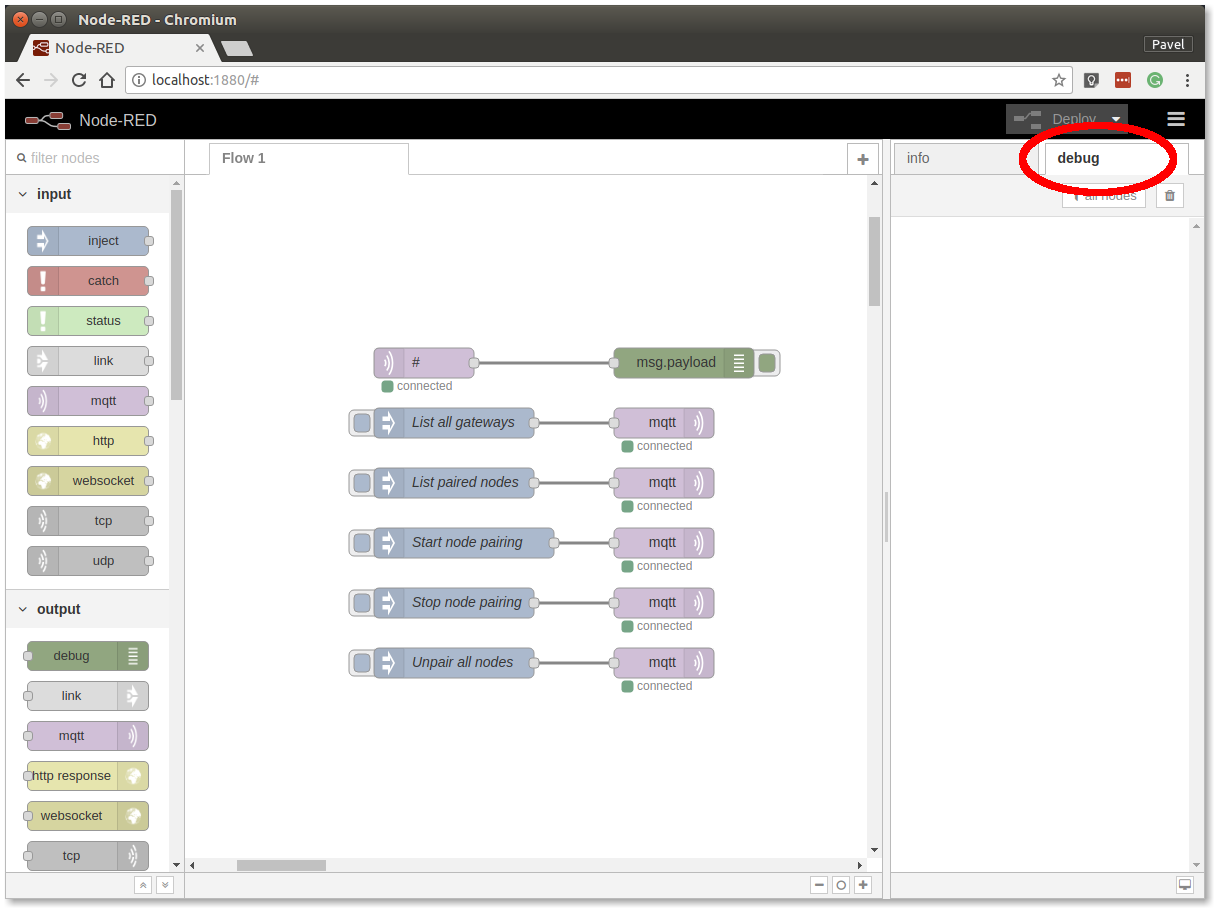 Node-RED - Chromium
Node-RED
Pavel
localhost:1880/#
Node-RED
Deploy
filter nodes
Flow 1
info
debug
all nodes
input
inject
catch
status
link
mqtt
http
websocket
tcp
udp
output
debug
link
mqtt
http response
websocket
tcp
#
connected
msg.payload
List all gateways
mqtt
connected
List paired nodes
mqtt
connected
Start node pairing
mqtt
connected
Stop node pairing
mqtt
connected
Unpair all nodes
mqtt
connected